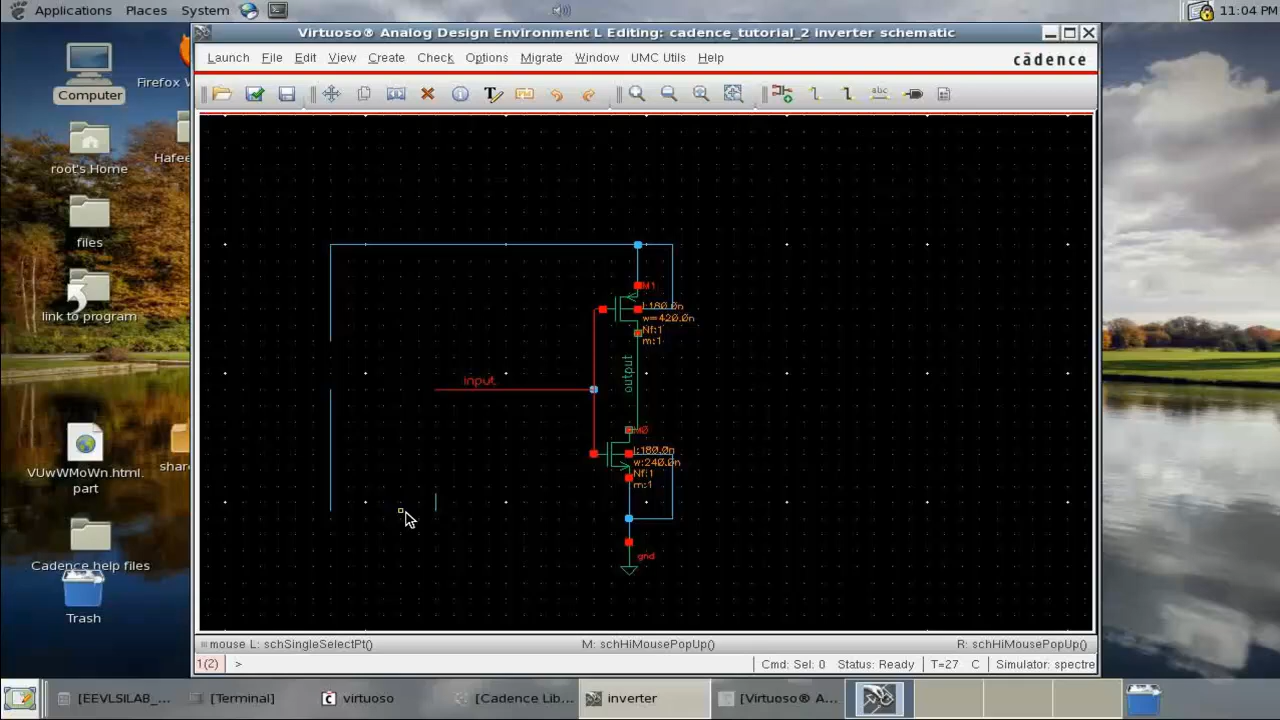 Applications Places System
11:04 PM
Virtuoso® Analog Design Environment L Editing: cadence_tutorial_2 inverter schematic
Launch File Edit View Create Check Options Migrate Window UMC Utils Help
cādence
abc
Computer
Firefox
root's Home
Hafee
files
link to program
VUwWMoWn.html.
part
share
Cadence help files
Trash
M1
l:180.0n
w=420.0n
Nf:1
m:1
input
output
M0
l:180.0n
w:240.0n
Nf:1
m:1
gnd
mouse L: schSingleSelectPt()
M: schHiMousePopUp()
R: schHiMousePopUp()
1(2) >
Cmd: Sel: 0 Status: Ready T=27 C Simulator: spectre
[EEVLSILAB_... [Terminal] virtuoso [Cadence Lib... inverter [Virtuoso® A...